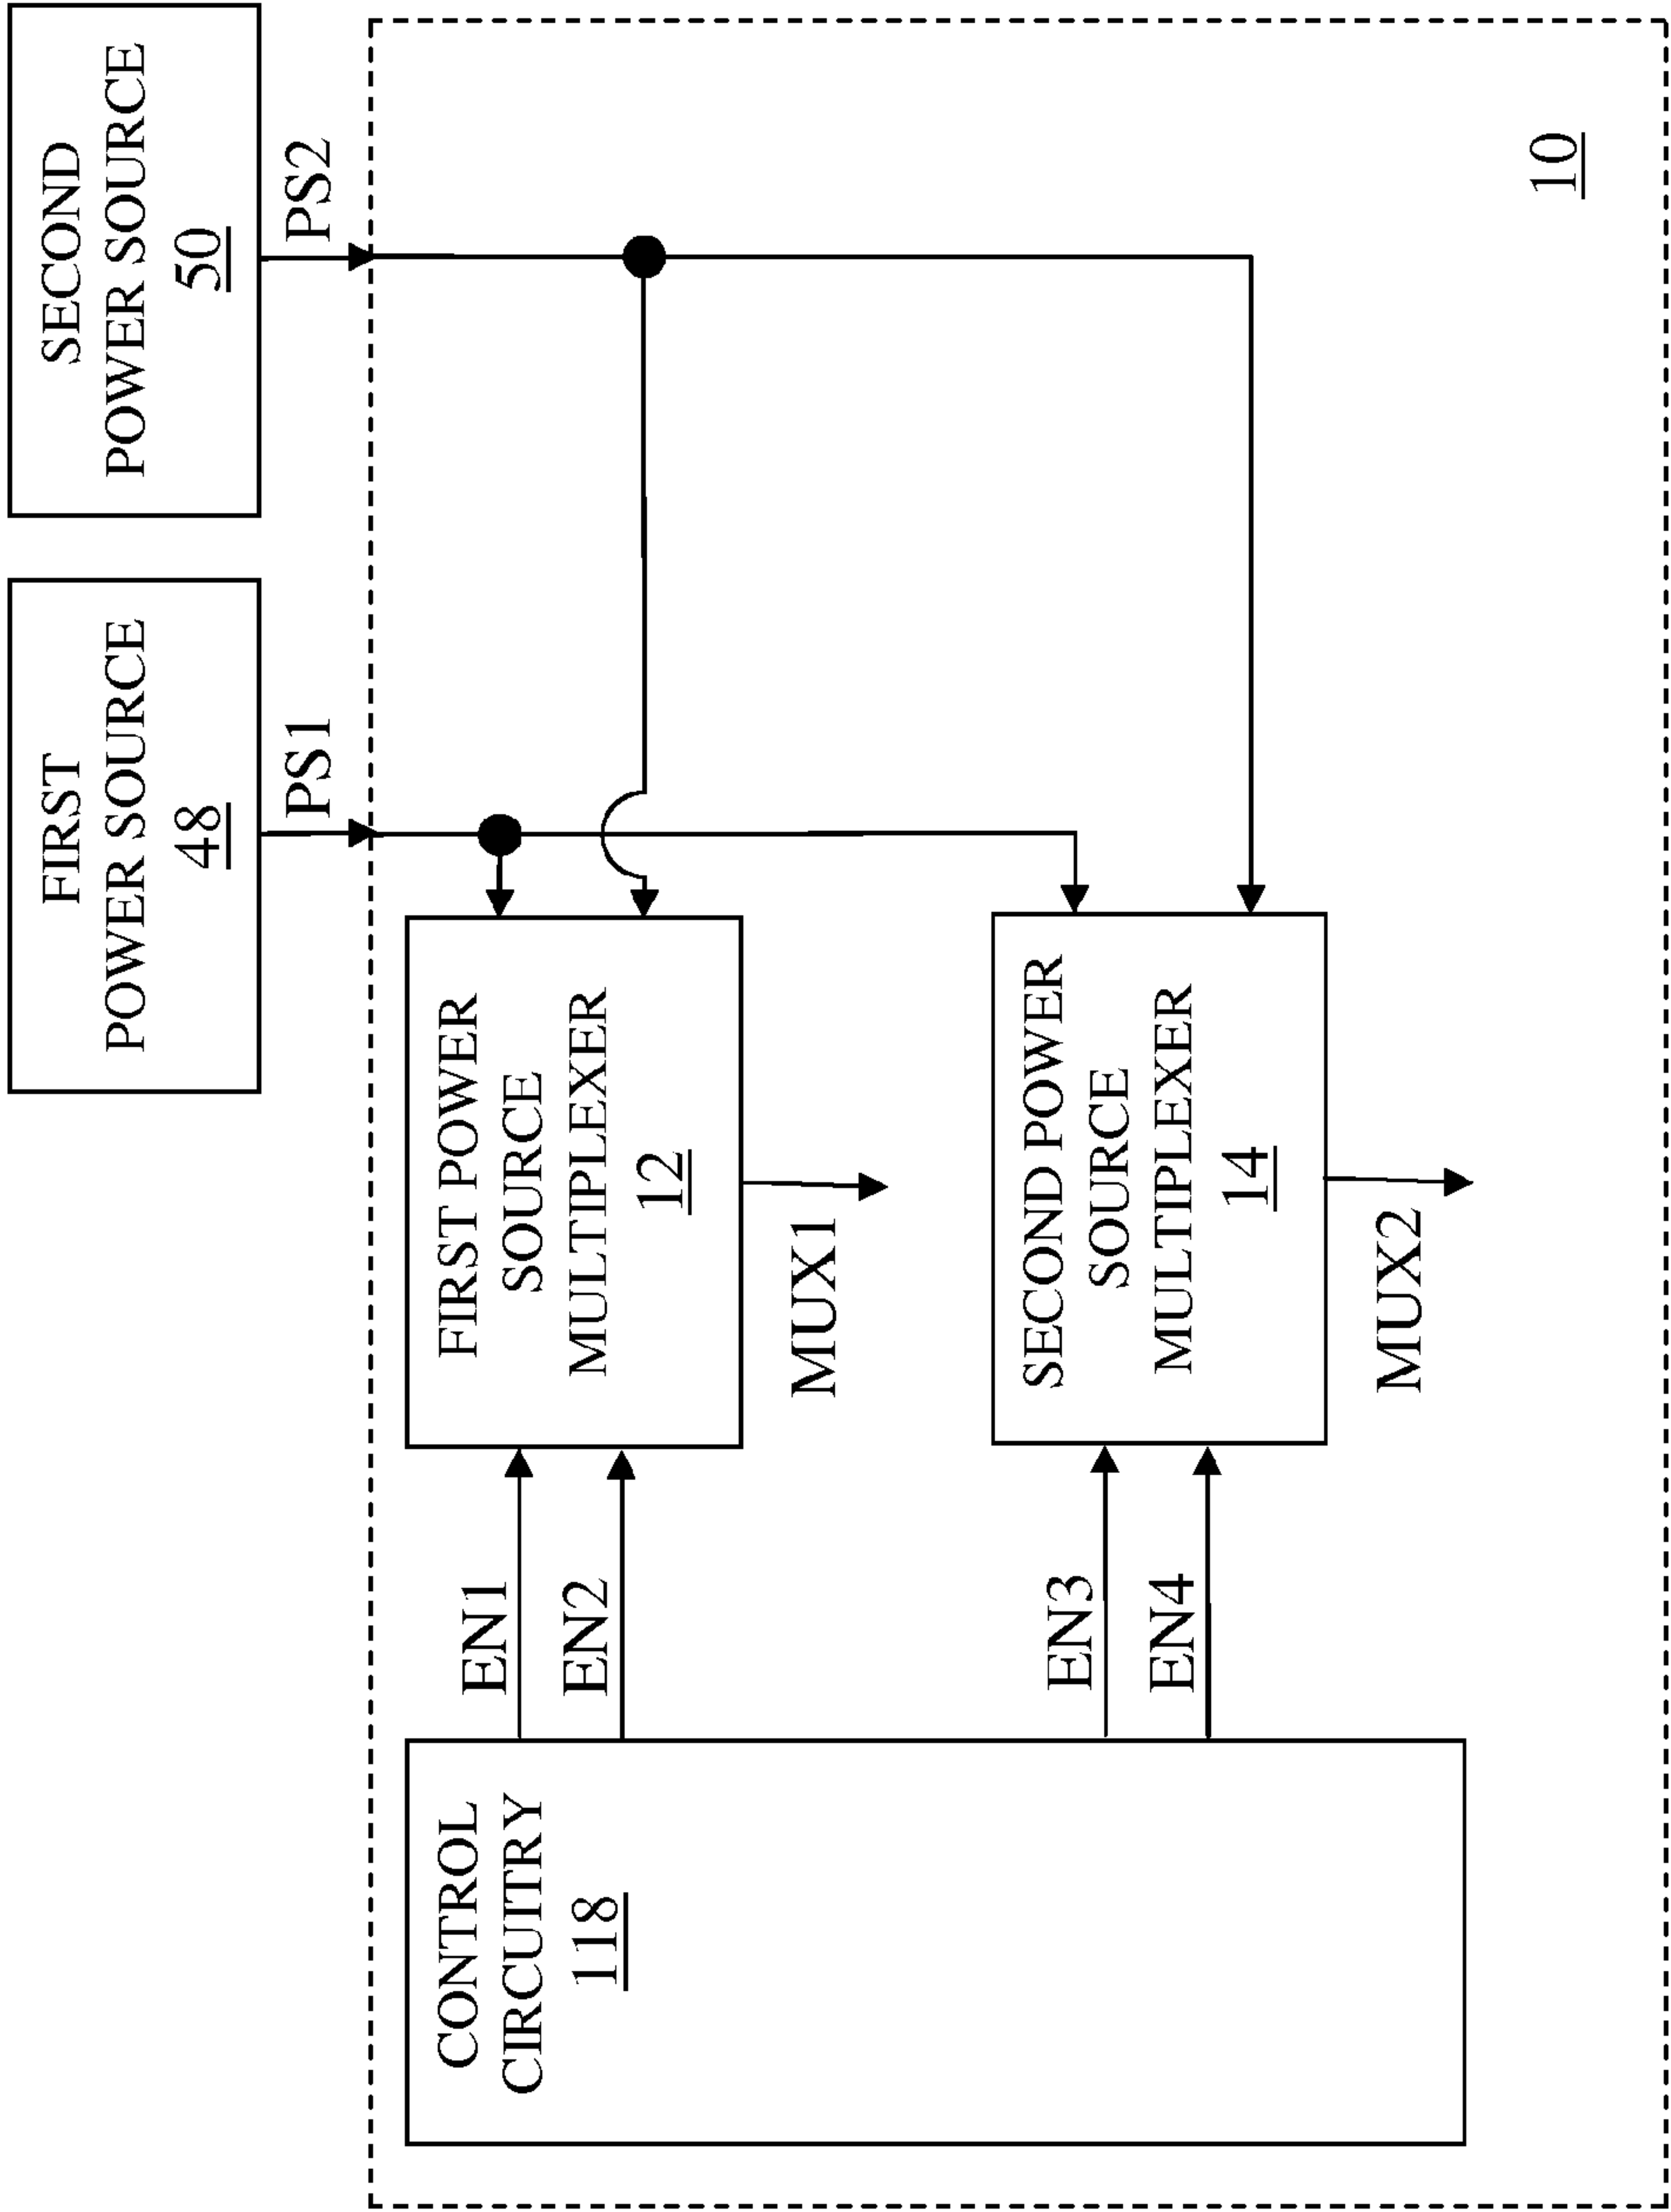 FIRST
POWER SOURCE
48
SECOND
POWER SOURCE
50
PS1
PS2
CONTROL
CIRCUITRY
118
EN1
EN2
FIRST POWER
SOURCE
MULTIPLEXER
12
MUX1
EN3
EN4
SECOND POWER
SOURCE
MULTIPLEXER
14
MUX2
10